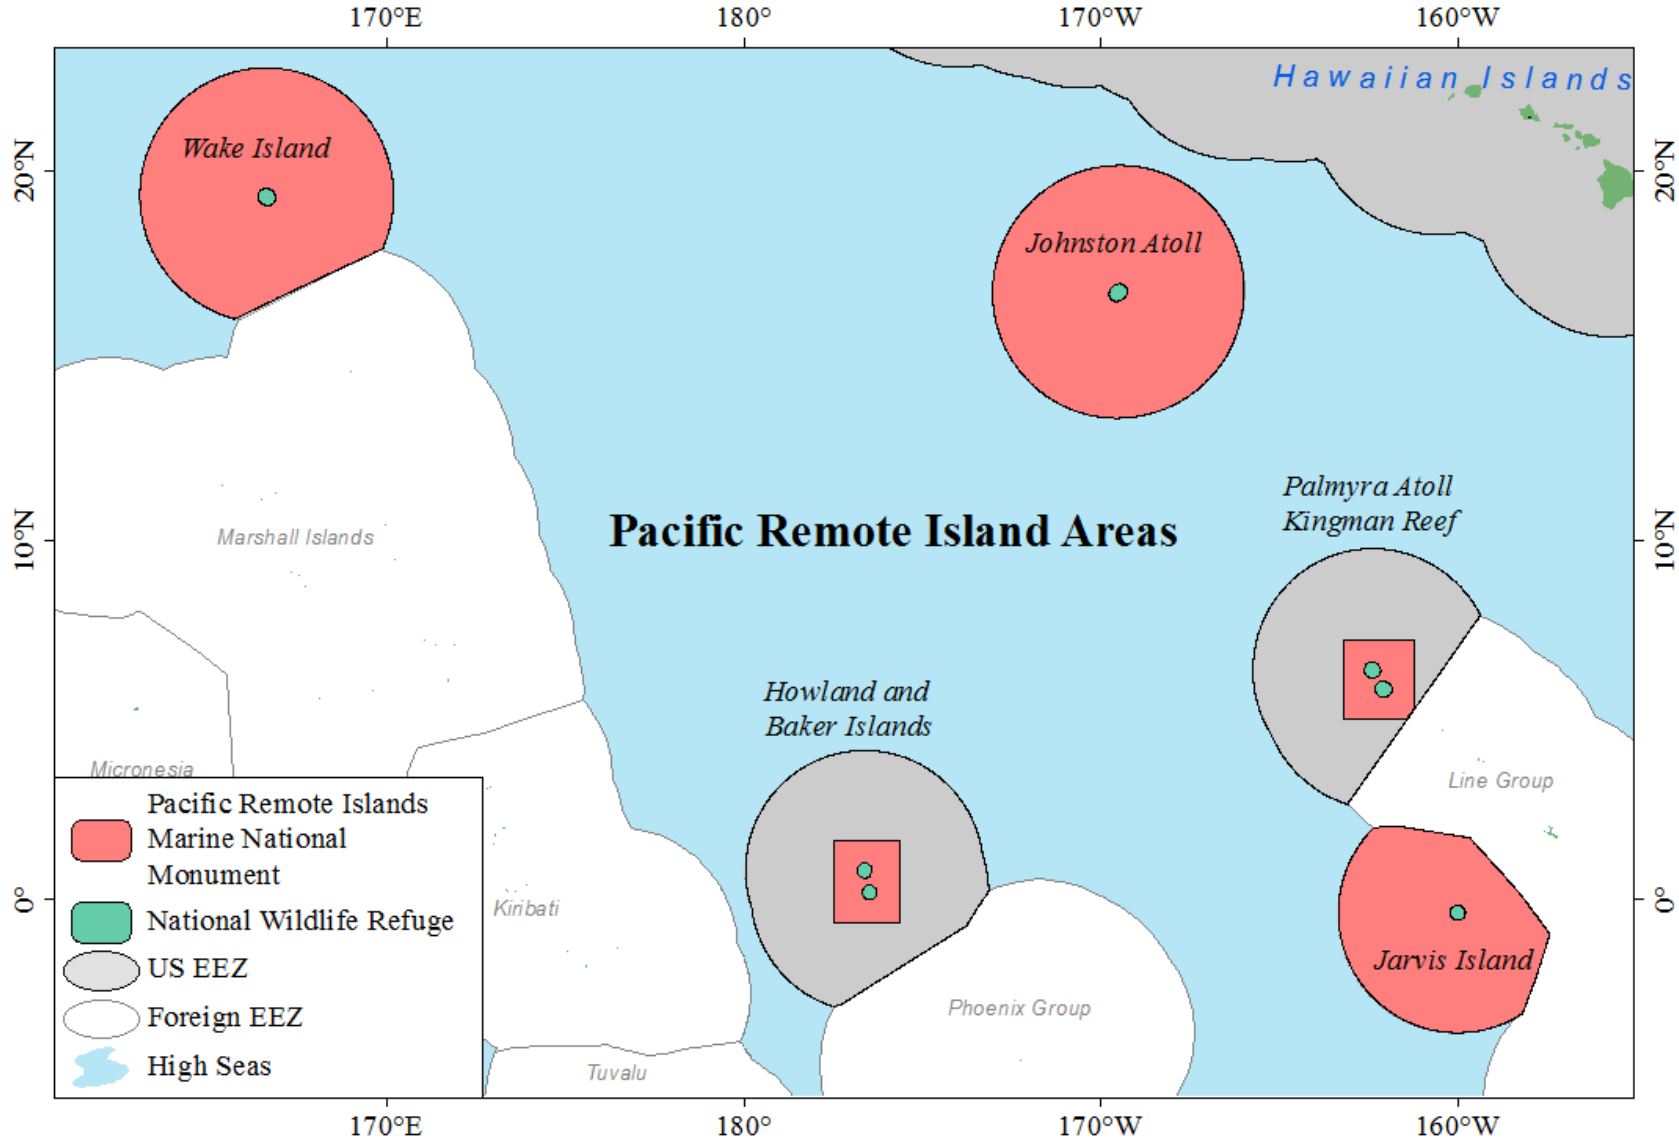 170°E
180°
170°W
160°W
Hawaiian Islands
Wake Island
20°N
20°N
Johnston Atoll
Palmyra Atoll
Kingman Reef
Pacific Remote Island Areas
10°N
10°N
Marshall Islands
Howland and
Baker Islands
Micronesia
Line Group
Pacific Remote Islands
Marine National
Monument
National Wildlife Refuge
US EEZ
Foreign EEZ
High Seas
0°
0°
Kiribati
Jarvis Island
Phoenix Group
Tuvalu
170°E
180°
170°W
160°W